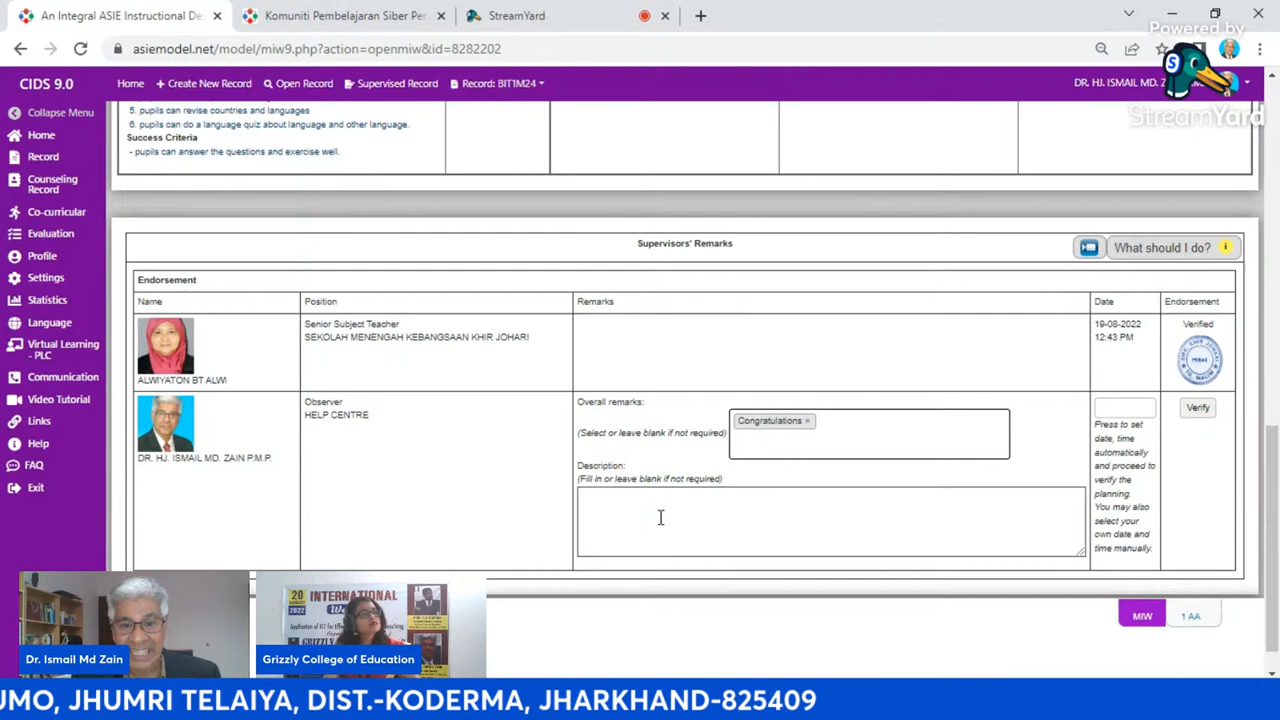 An Integral ASIE Instructional De
Komuniti Pembelajaran Siber Per
StreamYard
Powered by
asiemodel.net/model/miw9.php?action=openmiw&id=8282202
StreamYard
CIDS 9.0
Home
Create New Record
Open Record
Supervised Record
Record: BIT1M24
DR. HJ. ISMAIL MD.
Collapse Menu
Home
Record
Counseling
Record
Co-curricular
Evaluation
Profile
Settings
Statistics
Language
Virtual Learning
- PLC
Communication
Video Tutorial
Links
Help
FAQ
Exit
5. pupils can revise countries and languages
6. pupils can do a language quiz about language and other language.
Success Criteria
- pupils can answer the questions and exercise well.
Supervisors' Remarks
What should I do? i
Endorsement
Name
Position
Remarks
Date
Endorsement
ALWIYATON BT ALWI
Senior Subject Teacher
SEKOLAH MENENGAH KEBANGSAAN KHIR JOHARI
19-08-2022
12:43 PM
Verified
DR. HJ. ISMAIL MD. ZAIN P.M.P.
Observer
HELP CENTRE
Overall remarks:
(Select or leave blank if not required)
Congratulations ×
Description:
(Fill in or leave blank if not required)
Press to set
date, time
automatically
and proceed to
verify the
planning.
You may also
select your
own date and
time manually.
Verify
MIW
1 AA
20
2022
INTERNATIONAL
Application of ICT for
GRIZZLY
Dr. Ismail Md Zain
Grizzly College of Education
UMO, JHUMRI TELAIYA, DIST.-KODERMA, JHARKHAND-825409